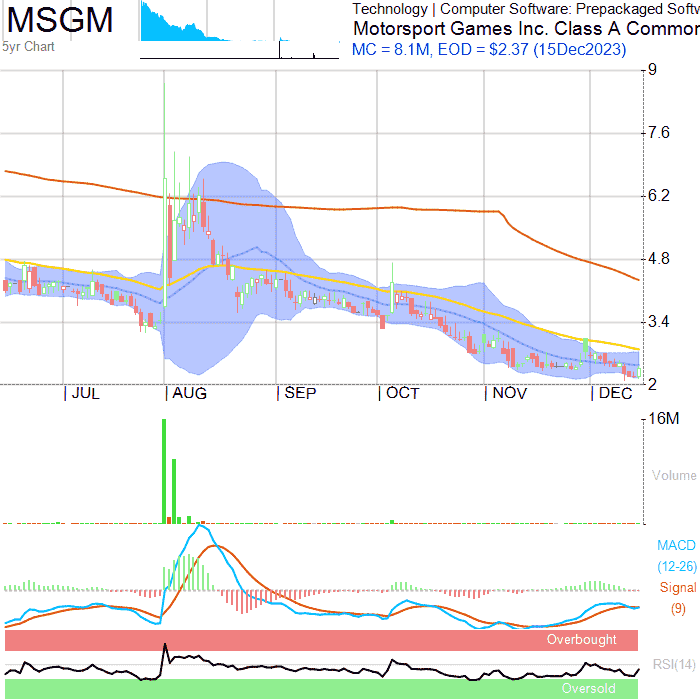 MSGM
5yr Chart
Technology | Computer Software: Prepackaged Softw
Motorsport Games Inc. Class A Common
MC = 8.1M, EOD = $2.37 (15Dec2023)
9
7.6
6.2
4.8
3.4
2
JUL AUG SEP OCT NOV DEC
16M
Volume
MACD
(12-26)
Signal
(9)
Overbought
RSI(14)
Oversold